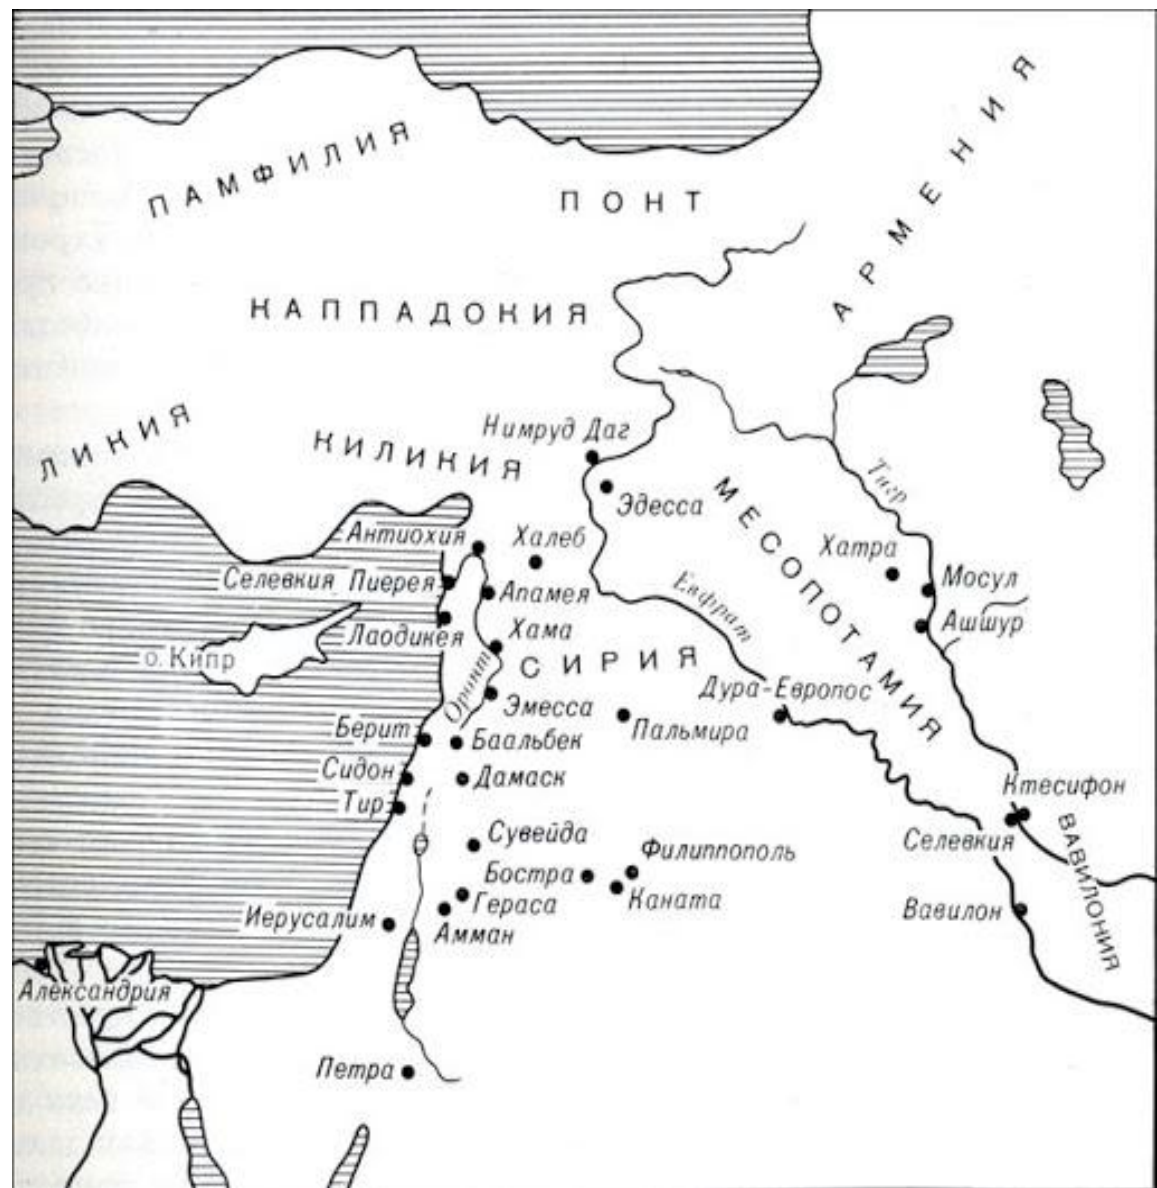 ПАМФИЛИЯ
ПОНТ
АРМЕНИЯ
КАППАДОКИЯ
ЛИКИЯ
КИЛИКИЯ
Нимруд Даг
Эдесса
МЕСОПОТАМИЯ
Тигр
Антиохия
Халеб
Хатра
Мосул
Селевкия Пиерея
Апамея
Евфрат
Ашшур
Лаодикея
Хама
о. Кипр
СИРИЯ
Оронт
Эмесса
Дура-Европос
Пальмира
Берит
Баальбек
Сидон
Дамаск
Тир
Ктесифон
Селевкия
ВАВИЛОНИЯ
Сувейда
Филиппополь
Бостра
Каната
Гераса
Вавилон
Иерусалим
Амман
Александрия
Петра